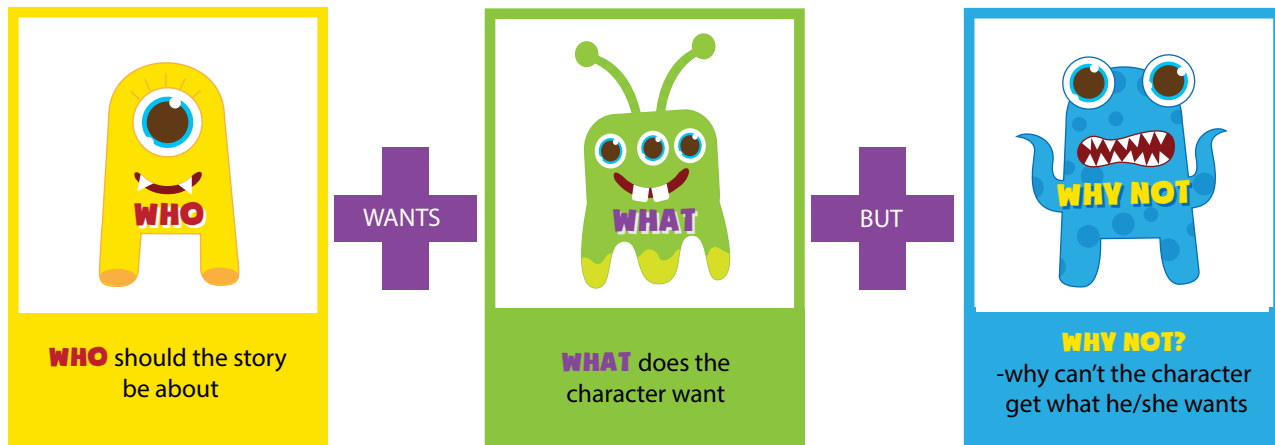 WHO
WHO should the story
be about
WANTS
WHAT
WHAT does the
character want
BUT
WHY NOT
WHY NOT?
-why can't the character
get what he/she wants